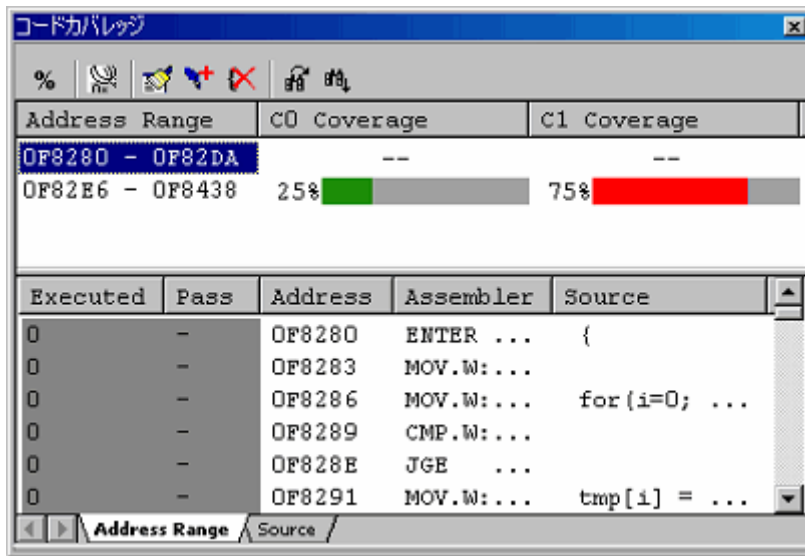 コードカバレッジ
%
Address Range C0 Coverage C1 Coverage
0F8280 - 0F82DA -- --
0F82E6 - 0F8438 25% 75%
Executed Pass Address Assembler Source
0 - 0F8280 ENTER ... {
0 - 0F8283 MOV.W:...
0 - 0F8286 MOV.W:... for(i=0; ...
0 - 0F8289 CMP.W:...
0 - 0F828E JGE ...
0 - 0F8291 MOV.W:... tmp[i] = ...
Address Range Source